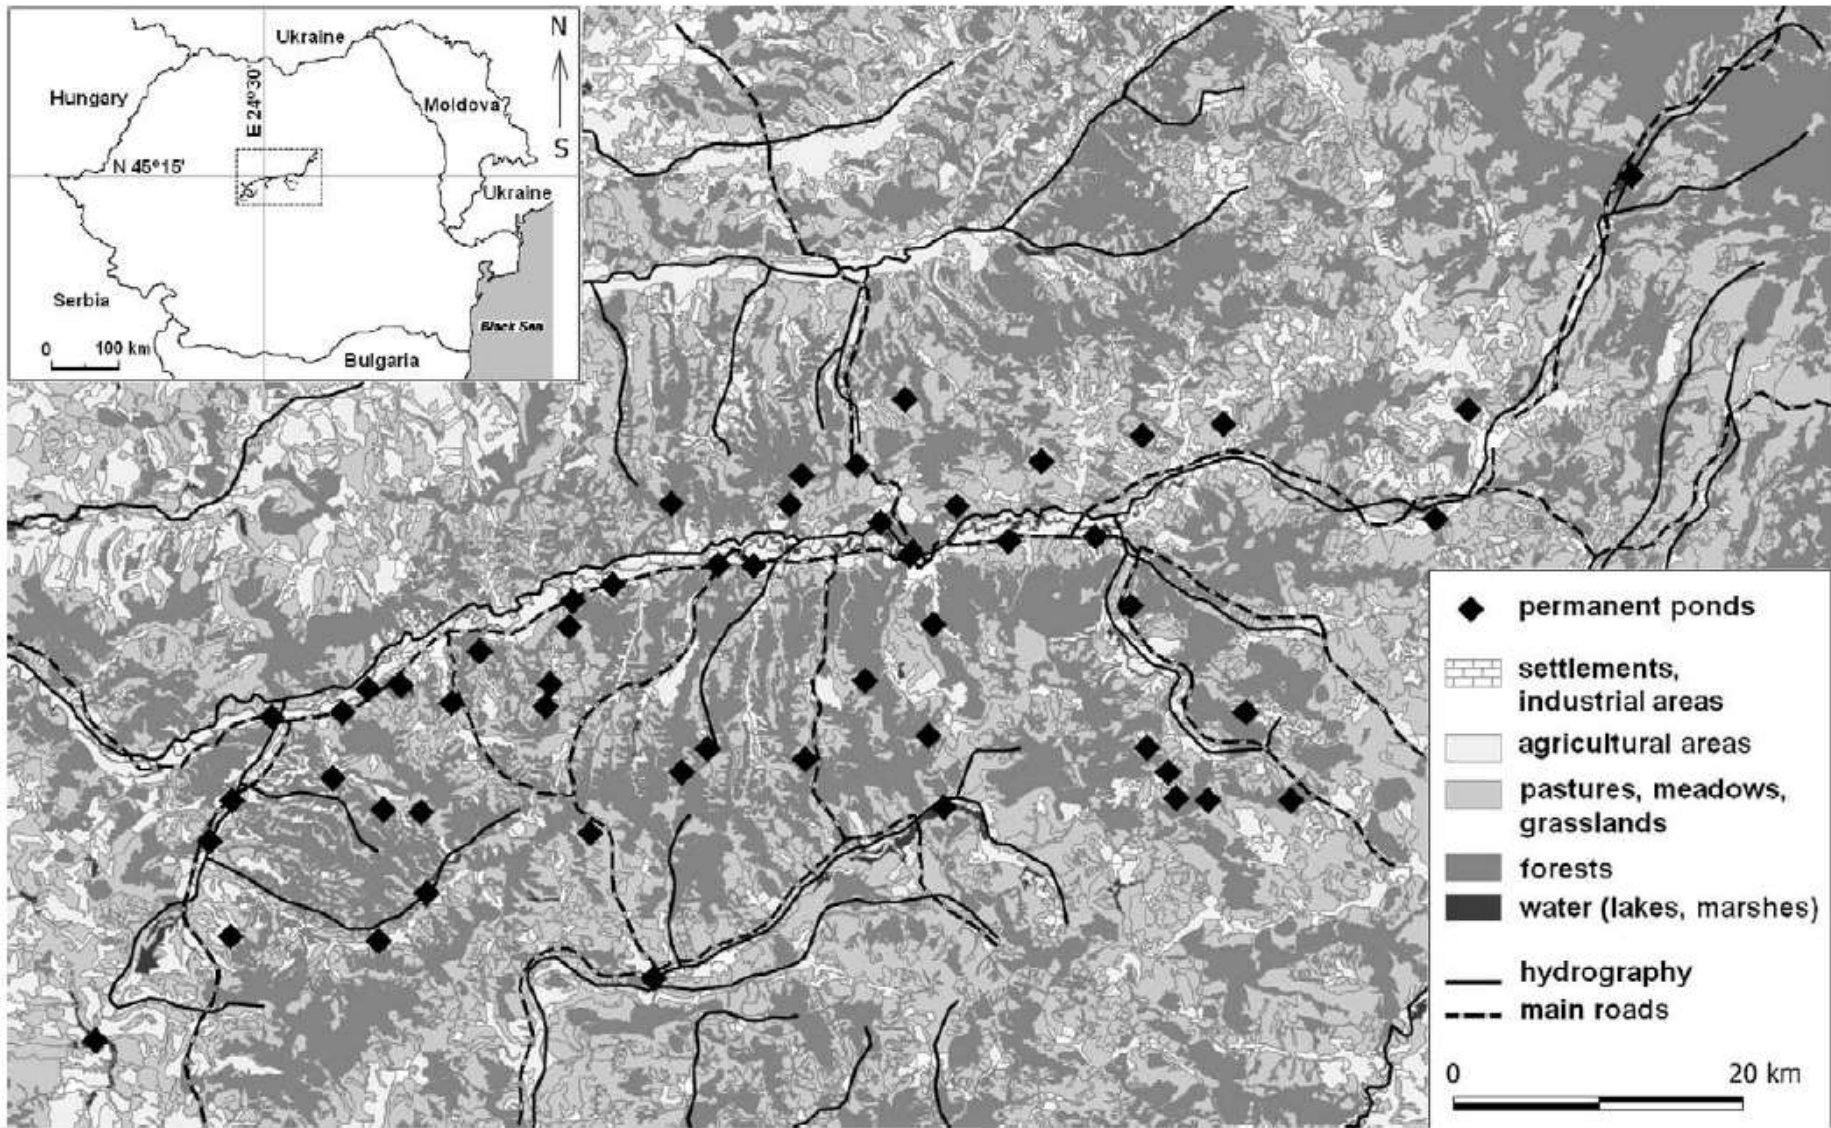 Ukraine
N
Hungary
E 24°30'
Moldova
S
N 45°15'
Ukraine
Serbia
Black Sea
0 100 km
Bulgaria
permanent ponds
settlements,
industrial areas
agricultural areas
pastures, meadows,
grasslands
forests
water (lakes, marshes)
hydrography
main roads
0 20 km